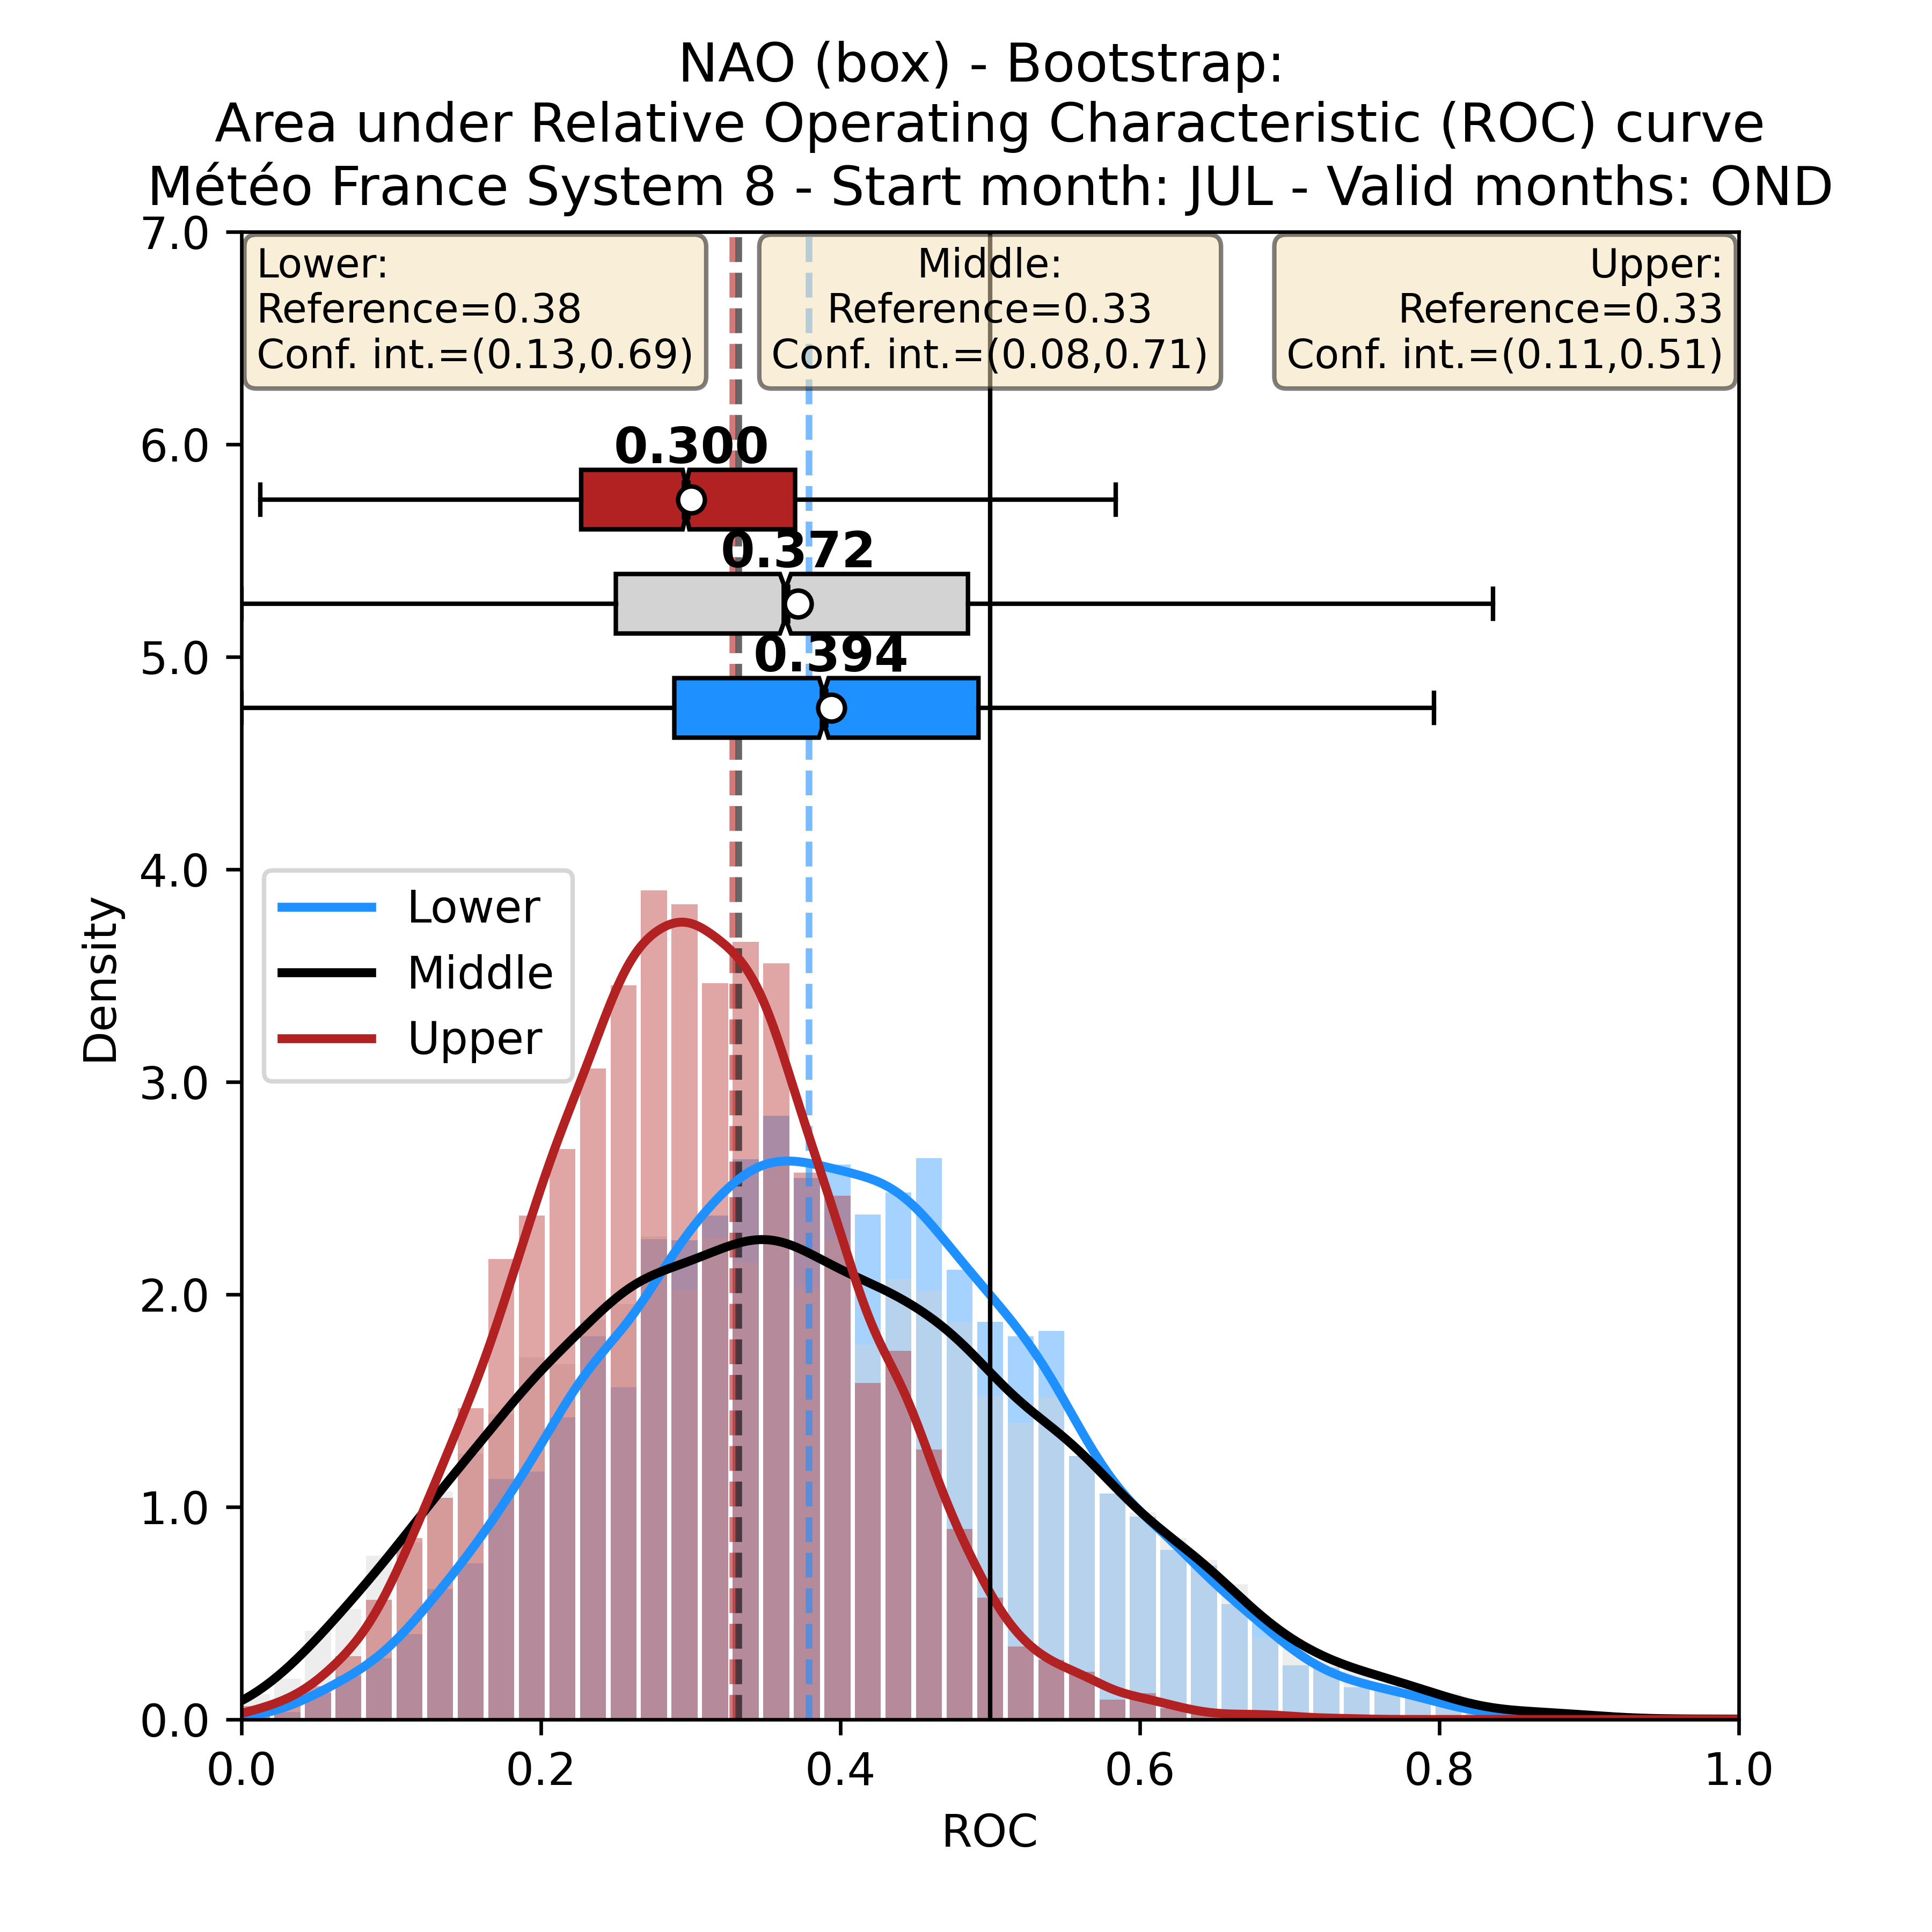 NAO (box) - Bootstrap:
Area under Relative Operating Characteristic (ROC) curve
Météo France System 8 - Start month: JUL - Valid months: OND
Lower:
Reference=0.38
Conf. int.=(0.13,0.69)
Middle:
Reference=0.33
Conf. int.=(0.08,0.71)
Upper:
Reference=0.33
Conf. int.=(0.11,0.51)
0.300
0.372
0.394
Lower
Middle
Upper
Density
7.0
6.0
5.0
4.0
3.0
2.0
1.0
0.0
0.0 0.2 0.4 0.6 0.8 1.0
ROC